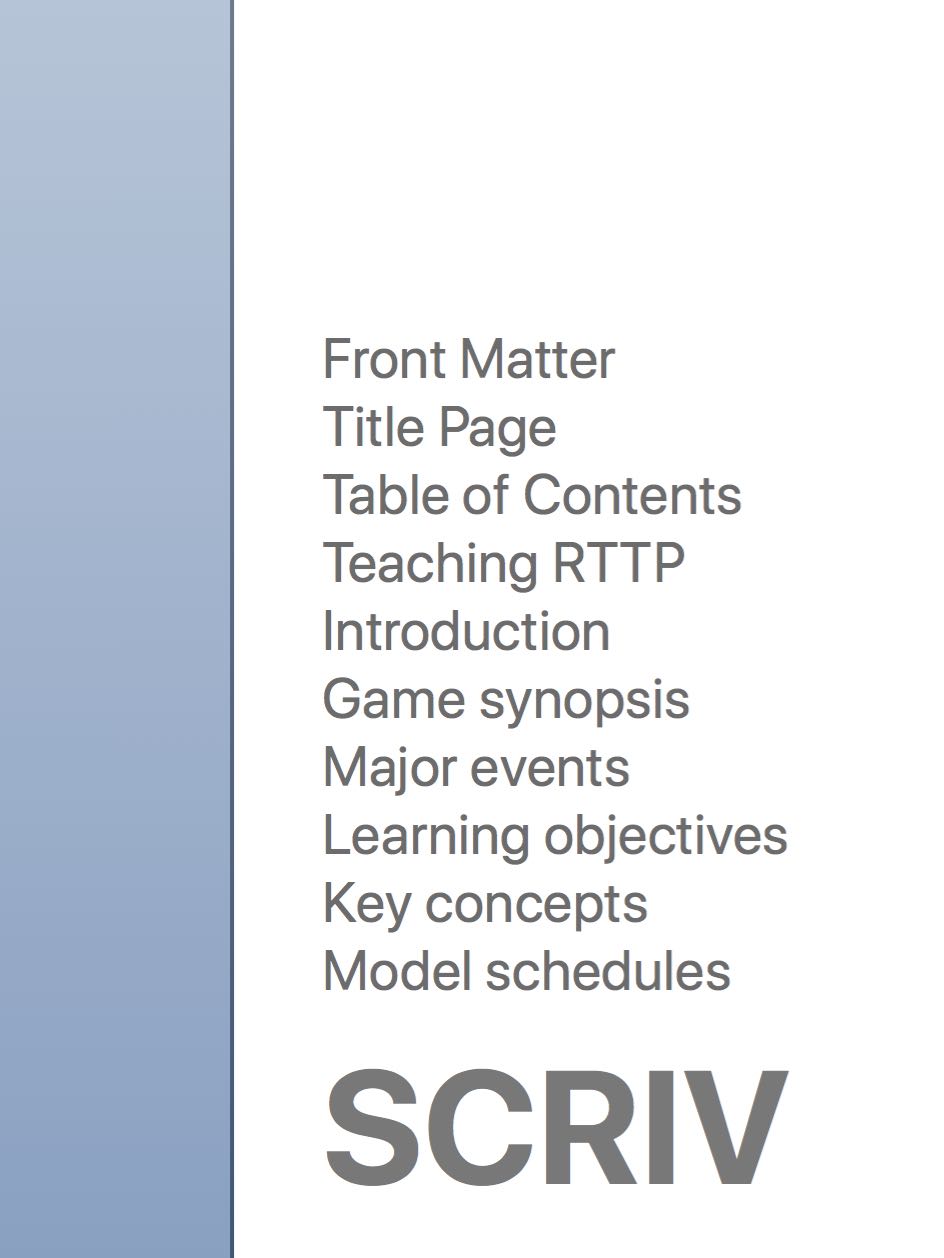 Front Matter
Title Page
Table of Contents
Teaching RTTP
Introduction
Game synopsis
Major events
Learning objectives
Key concepts
Model schedules
SCRIV